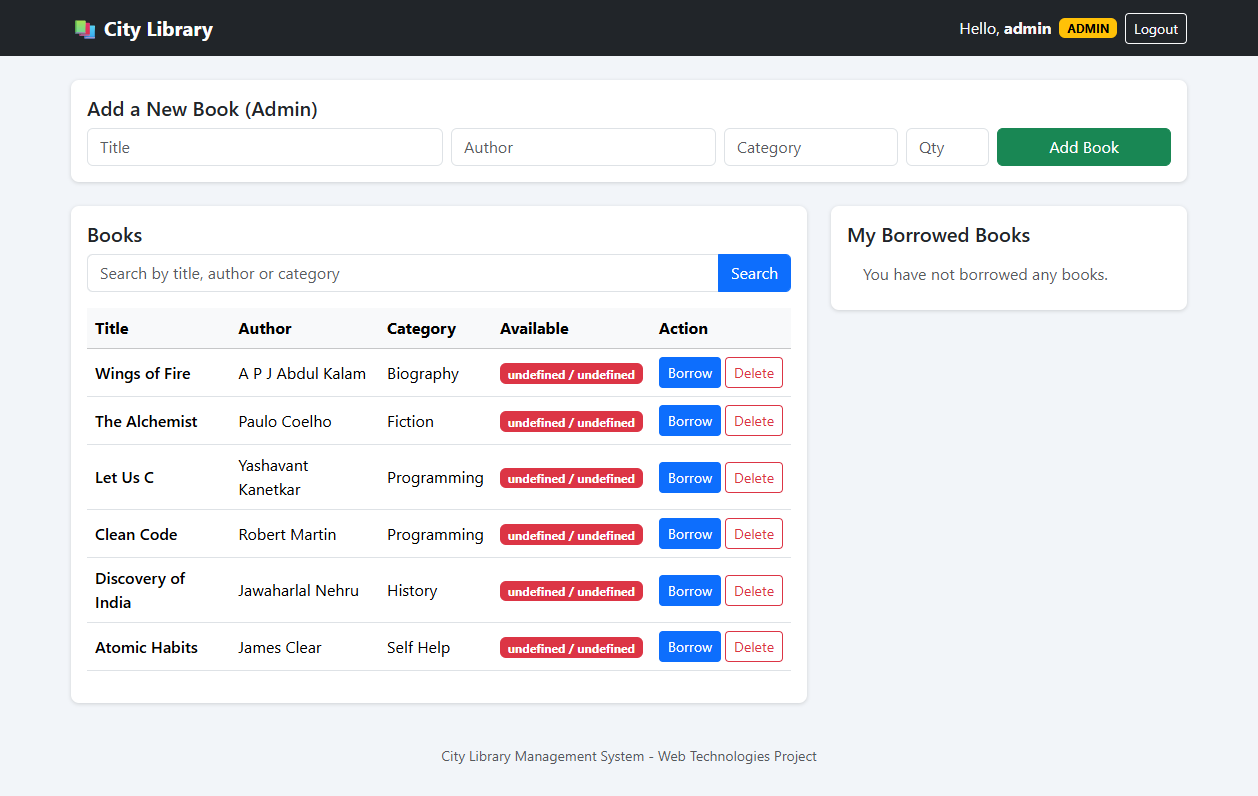 City Library
Hello, admin ADMIN Logout
Add a New Book (Admin)
Title Author Category Qty Add Book
Books
Search by title, author or category Search
Title Author Category Available Action
Wings of Fire A P J Abdul Kalam Biography undefined / undefined Borrow Delete
The Alchemist Paulo Coelho Fiction undefined / undefined Borrow Delete
Let Us C Yashavant Kanetkar Programming undefined / undefined Borrow Delete
Clean Code Robert Martin Programming undefined / undefined Borrow Delete
Discovery of India Jawaharlal Nehru History undefined / undefined Borrow Delete
Atomic Habits James Clear Self Help undefined / undefined Borrow Delete
My Borrowed Books
You have not borrowed any books.
City Library Management System - Web Technologies Project